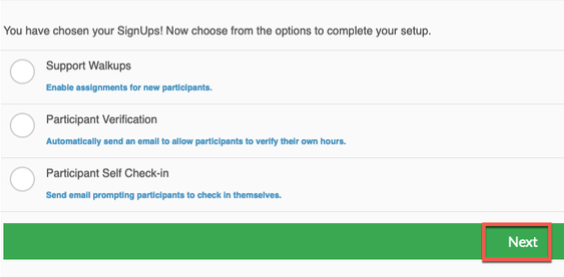 You have chosen your SignUps! Now choose from the options to complete your setup.
Support Walkups
Enable assignments for new participants.
Participant Verification
Automatically send an email to allow participants to verify their own hours.
Participant Self Check-in
Send email prompting participants to check in themselves.
Next